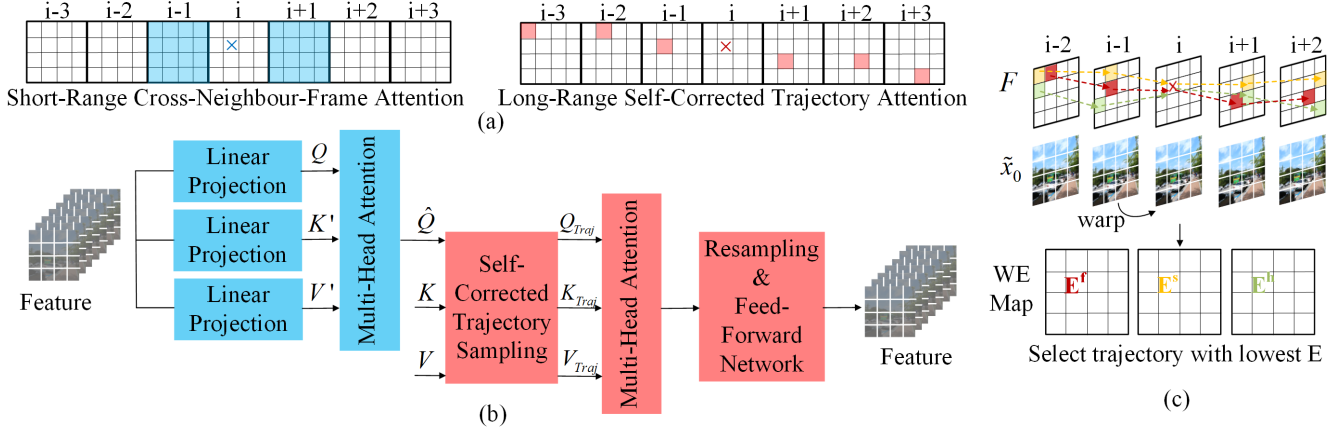 i-3 i-2 i-1 i i+1 i+2 i+3
Short-Range Cross-Neighbour-Frame Attention
i-3 i-2 i-1 i i+1 i+2 i+3
Long-Range Self-Corrected Trajectory Attention
(a)
Feature
Linear
Projection
Linear
Projection
Linear
Projection
Q
K'
V'
Multi-Head Attention
Q̂
K
V
Self-
Corrected
Trajectory
Sampling
Q_Traj
K_Traj
V_Traj
Multi-Head Attention
Resampling
&
Feed-
Forward
Network
Feature
(b)
i-2 i-1 i i+1 i+2
F
x̃₀
warp
WE
Map
E^f E^s E^h
Select trajectory with lowest E
(c)